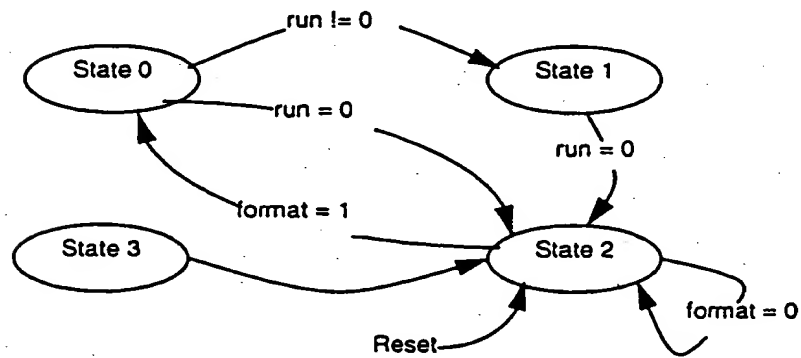 run != 0
State 0
State 1
run = 0
run = 0
format = 1
State 3
State 2
format = 0
Reset